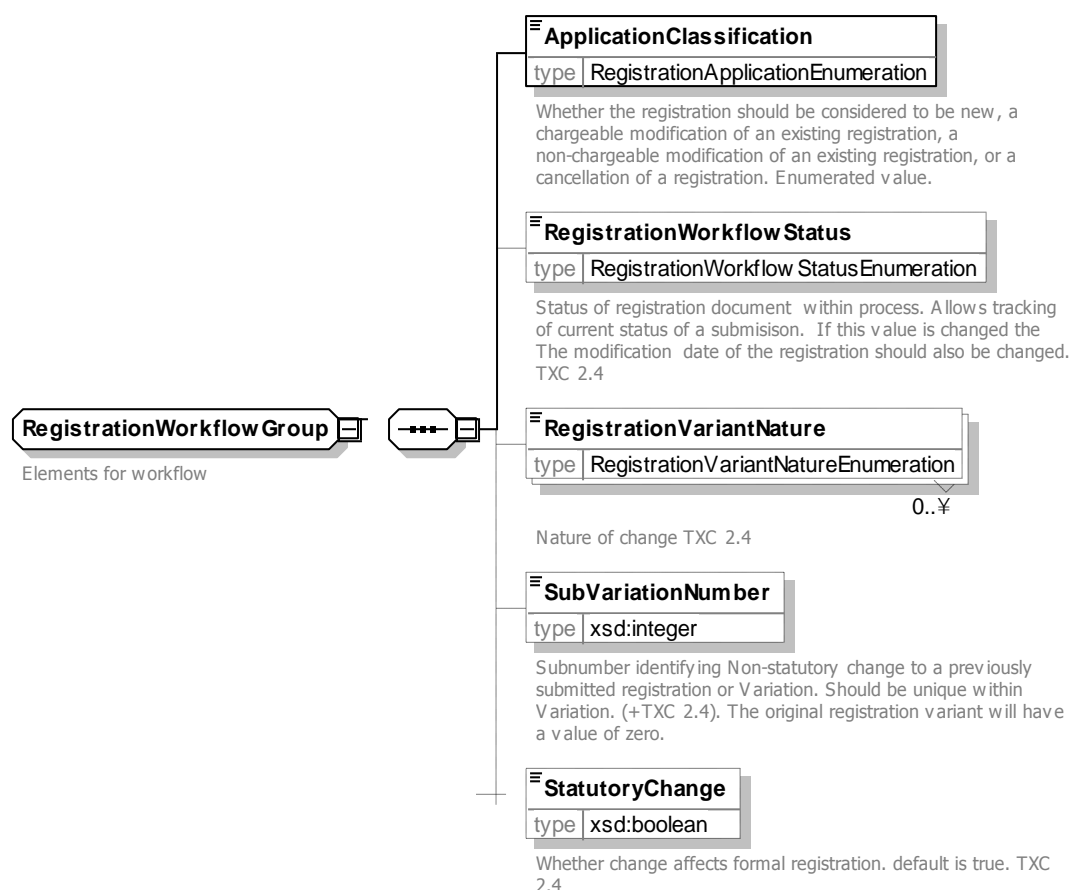 ApplicationClassification
type RegistrationApplicationEnumeration
Whether the registration should be considered to be new, a
chargeable modification of an existing registration, a
non-chargeable modification of an existing registration, or a
cancellation of a registration. Enumerated value.
RegistrationWorkflowStatus
type RegistrationWorkflowStatusEnumeration
Status of registration document within process. Allows tracking
of current status of a submisison. If this value is changed the
The modification date of the registration should also be changed.
TXC 2.4
RegistrationWorkflowGroup
Elements for workflow
RegistrationVariantNature
type RegistrationVariantNatureEnumeration
0..¥
Nature of change TXC 2.4
SubVariationNumber
type xsd:integer
Subnumber identifying Non-statutory change to a previously
submitted registration or Variation. Should be unique within
Variation. (+TXC 2.4). The original registration variant will have
a value of zero.
StatutoryChange
type xsd:boolean
Whether change affects formal registration. default is true. TXC
2.4